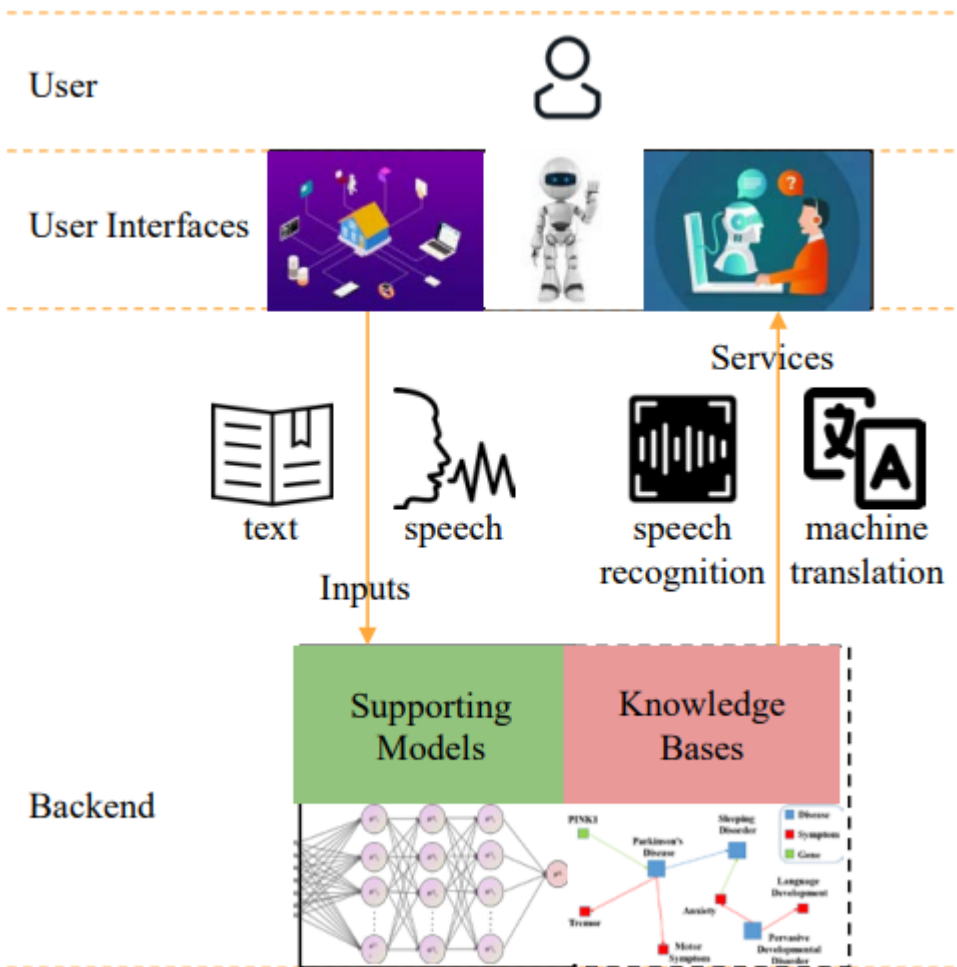 User
User Interfaces
Services
text
speech
speech
recognition
machine
translation
Inputs
Supporting
Models
Knowledge
Bases
Backend
PINK1
Parkinson's
Disease
Sleeping
Disorder
Disease
Symptom
Gene
Language
Development
Anxiety
Tremor
Motor
Symptom
Pervasive
Developmental
Disorder
文
A